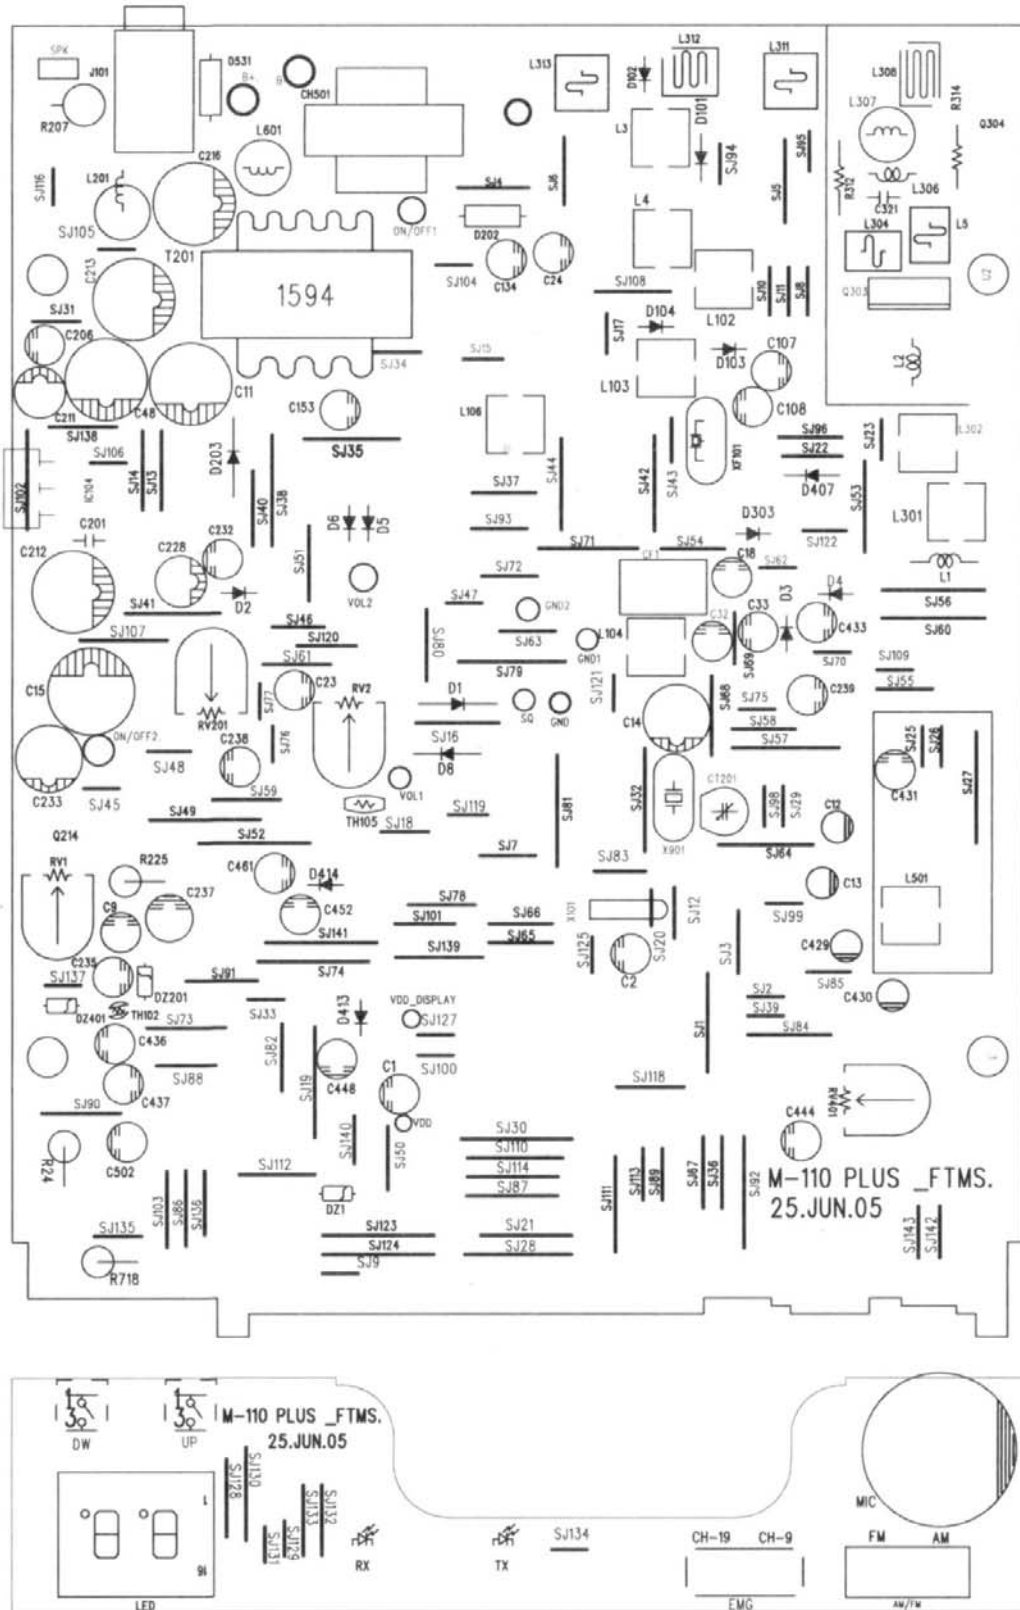 SPK
J101
D531
B+
B
CH501
R207
L601
L313
D102
L312
D101
L311
L308
R314
L307
Q304
L3
SJ94
SJ95
SJ116
L201
C216
SJ4
SJ6
SJ5
R312
L306
C321
SJ105
ON/OFF1
D202
L4
L304
L5
C213
T201
1594
SJ104
C134
C24
SJ108
L102
SJ10
SJ11
SJ8
Q303
SJ31
SJ17
D104
C206
SJ34
SJ15
D103
C107
L2
L103
C211
C48
C11
C153
L106
C108
SJ138
SJ35
SJ96
SJ23
L302
SJ106
D203
SJ44
SJ42
SJ43
XF101
SJ22
SJ102
IC104
SJ14
SJ13
SJ40
SJ38
SJ37
D407
SJ53
L301
C201
C232
D6
D5
SJ93
D303
SJ122
C212
C228
SJ51
SJ71
SJ54
CF1
C18
SJ62
L1
SJ72
VOL2
D2
SJ41
SJ47
GND2
C32
C33
D3
D4
SJ56
SJ46
SJ120
SJ80
SJ63
GND1
L104
C433
SJ60
SJ107
SJ61
SJ79
SJ69
SJ70
SJ109
C15
RV201
SJ77
C23
RV2
D1
SQ
GND
SJ121
C14
SJ68
SJ75
C239
SJ55
ON/OFF2
SJ76
SJ16
SJ58
SJ25
SJ26
SJ48
C238
D8
SJ57
SJ27
C233
SJ45
SJ59
VOL1
SJ81
SJ32
CT201
SJ98
SJ29
C431
SJ49
TH105
SJ18
SJ119
C12
Q214
SJ52
SJ7
X901
SJ64
RV1
R225
C461
D414
SJ83
C13
L501
C9
C237
C452
SJ78
SJ101
SJ66
X101
SJ12
SJ99
SJ141
SJ139
SJ65
SJ125
SJ20
SJ3
C429
C235
SJ137
SJ91
SJ74
C2
SJ85
DZ401
TH102
DZ201
SJ33
D413
VDD_DISPLAY
SJ2
C430
SJ73
SJ127
SJ39
C436
SJ82
SJ1
SJ84
SJ88
SJ19
C448
C1
SJ100
SJ118
SJ90
C437
VDD
RV401
C444
R24
C502
SJ140
SJ50
SJ30
SJ110
SJ112
SJ114
SJ113
SJ89
SJ67
SJ36
SJ92
M-110 PLUS _FTMS.
SJ103
SJ86
SJ136
DZ1
SJ87
SJ111
25.JUN.05
SJ135
SJ123
SJ21
SJ143
SJ142
SJ124
SJ28
R718
SJ9
1
3
DW
1
3
UP
M-110 PLUS _FTMS.
25.JUN.05
SJ128
SJ130
SJ131
SJ129
SJ133
SJ132
1
16
LED
RX
TX
SJ134
CH-19
CH-9
EMG
MIC
FM
AM
AM/FM